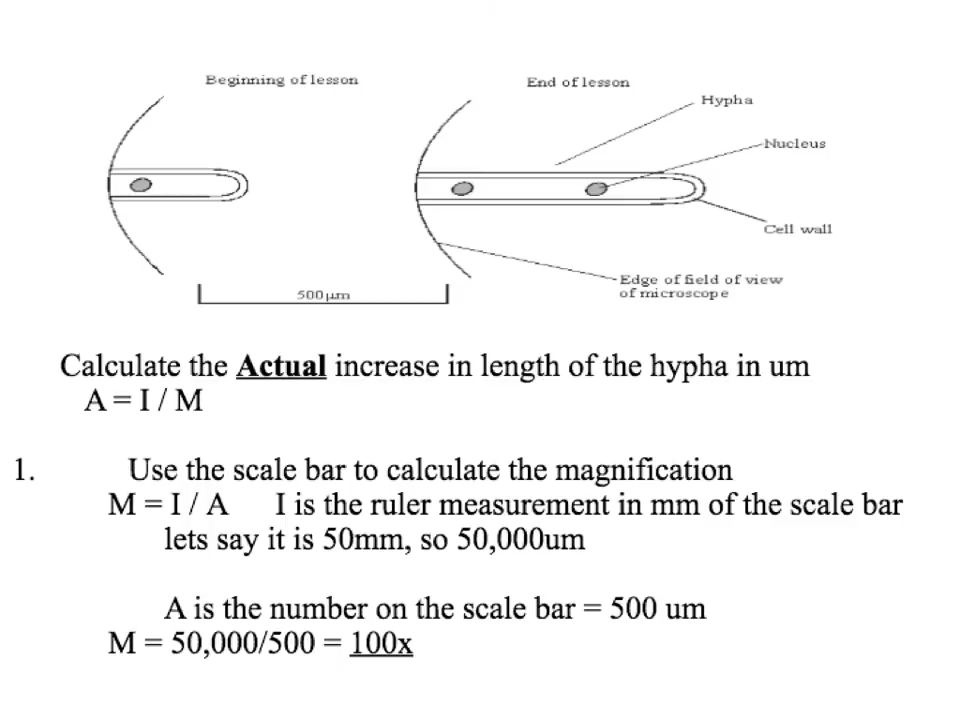 Beginning of lesson
End of lesson
Hypha
Nucleus
Cell wall
Edge of field of view
of microscope
500 µm
Calculate the Actual increase in length of the hypha in um
A = I / M
1. Use the scale bar to calculate the magnification
M = I / A I is the ruler measurement in mm of the scale bar
lets say it is 50mm, so 50,000um
A is the number on the scale bar = 500 um
M = 50,000/500 = 100x